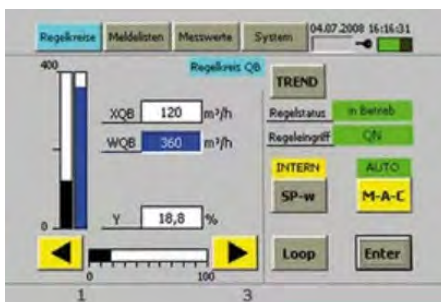 Regelkreise Meldelisten Messwerte System 04.07.2008 16:16:31
400 Regelkreis QB
TREND
XQB 120 m³/h
Regelstatus in Betrieb
WQB 360 m³/h
Regeleingriff QN
INTERN AUTO
SP-w M-A-C
0 Y 18,8 %
Loop Enter
0 100
1 3